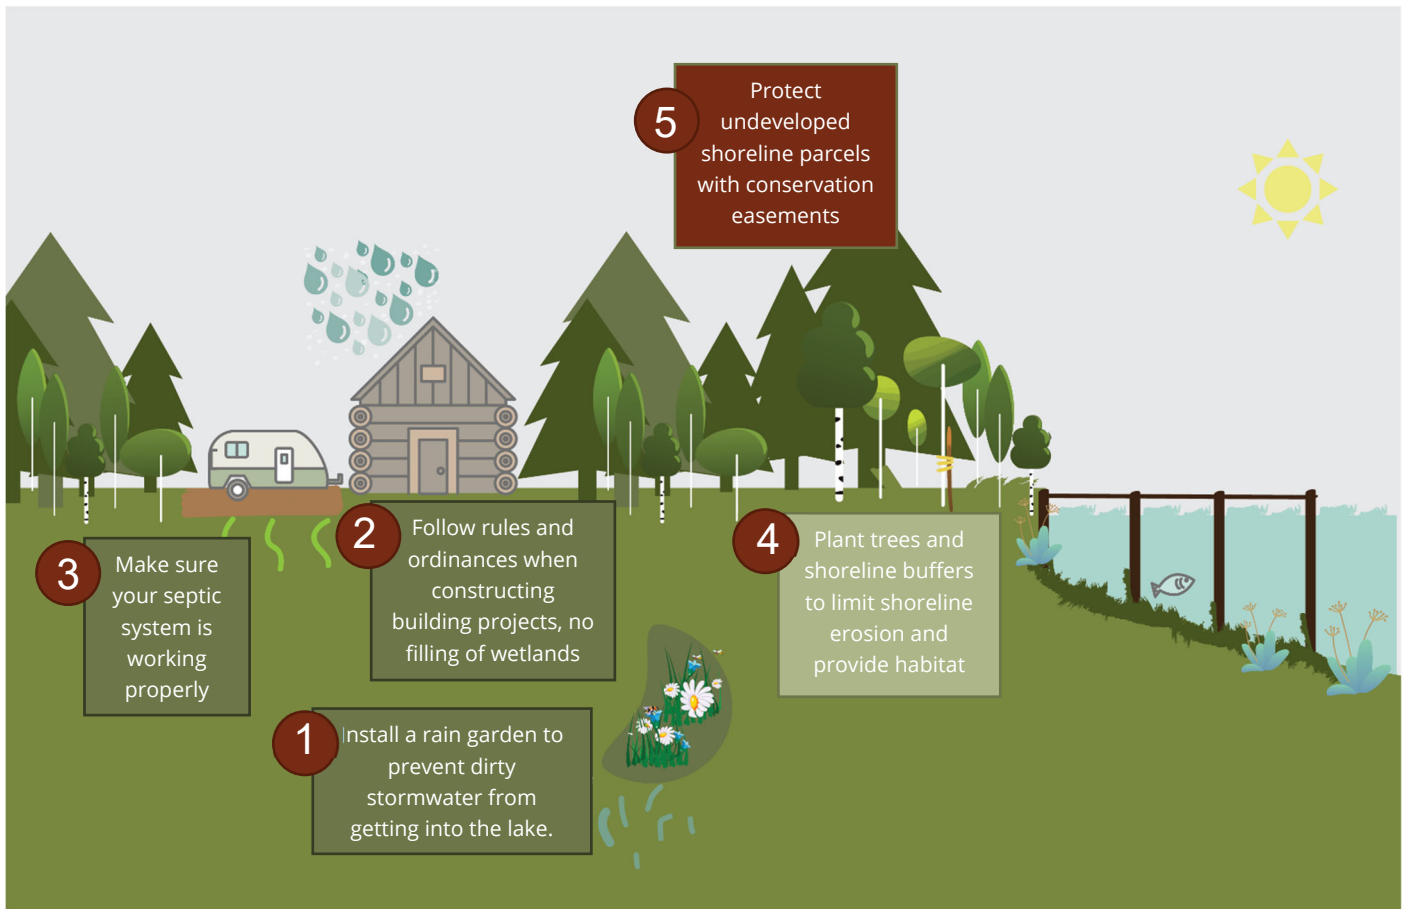 5
Protect
undeveloped
shoreline parcels
with conservation
easements
2
Follow rules and
ordinances when
constructing
building projects, no
filling of wetlands
3
Make sure
your septic
system is
working
properly
4
Plant trees and
shoreline buffers
to limit shoreline
erosion and
provide habitat
1
Install a rain garden to
prevent dirty
stormwater from
getting into the lake.